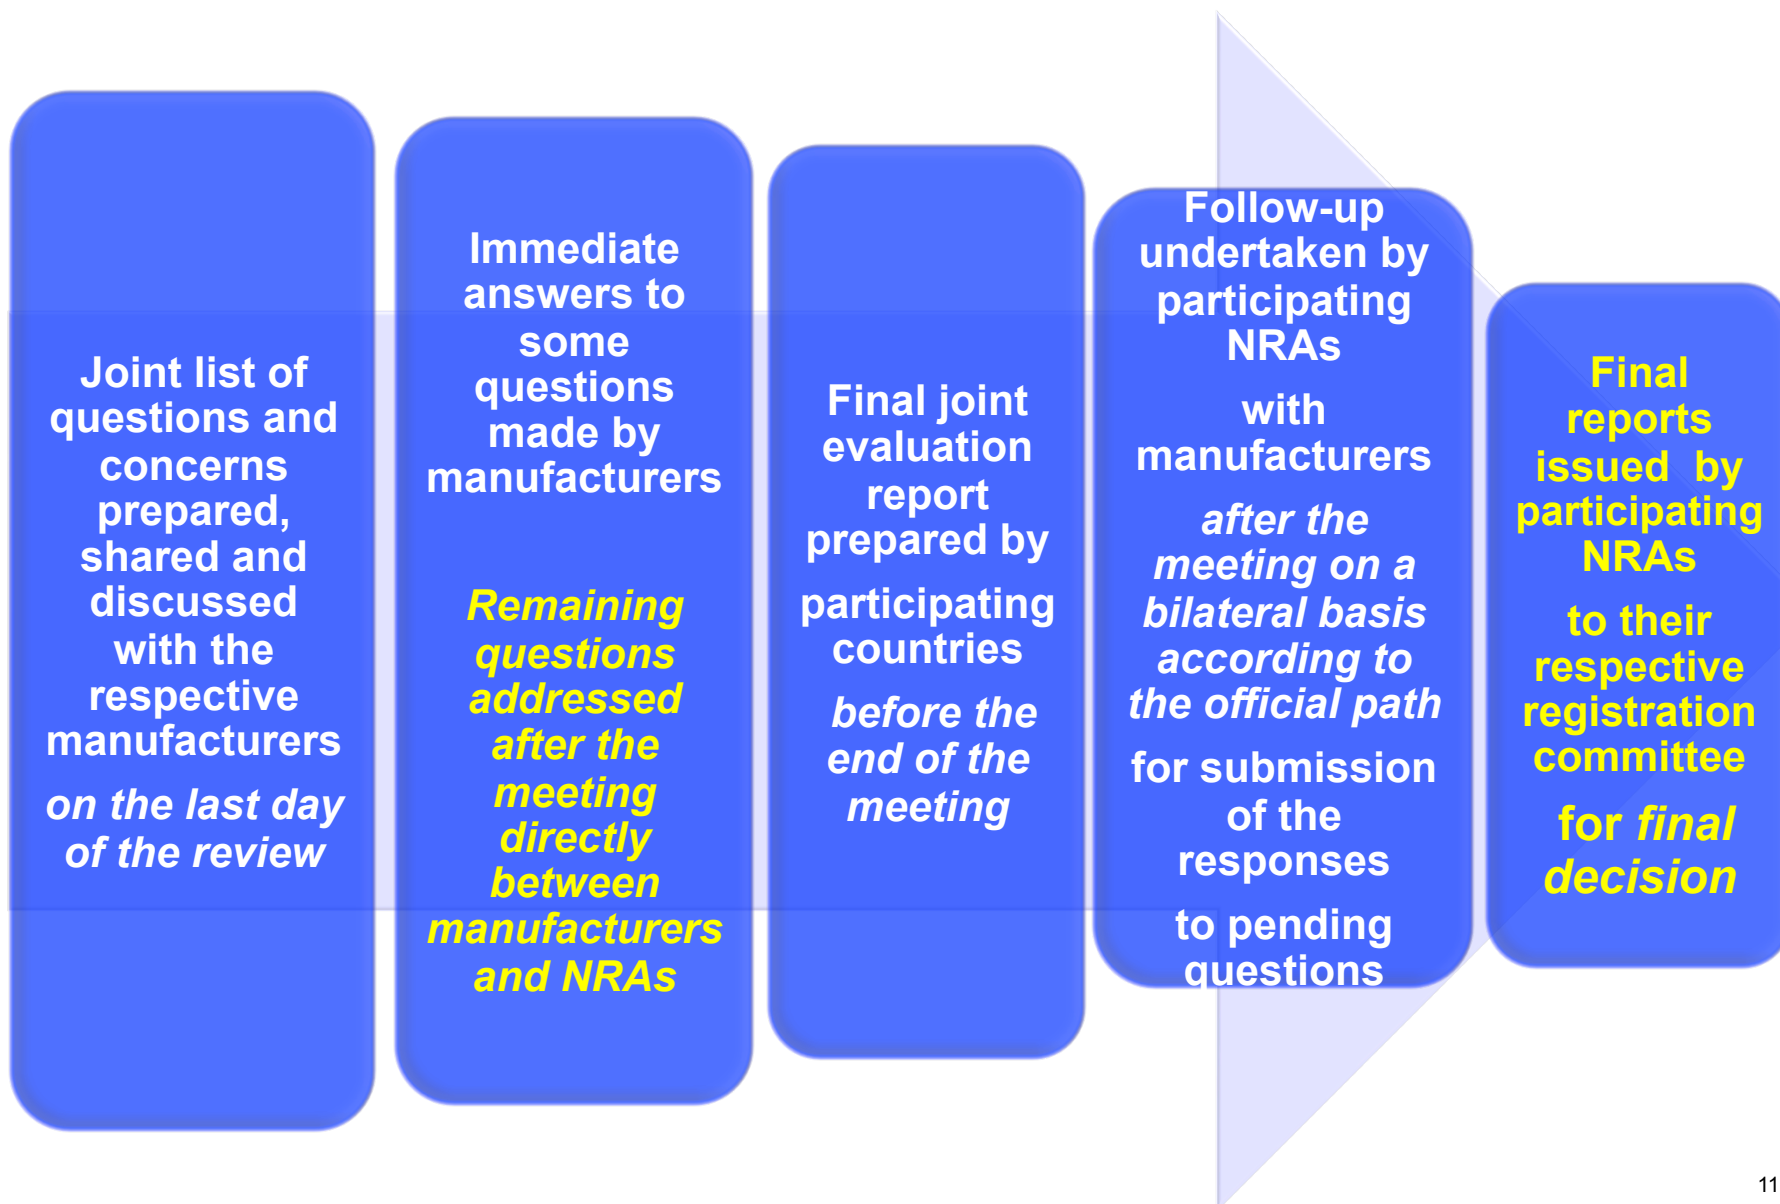 Joint list of
questions and
concerns
prepared,
shared and
discussed
with the
respective
manufacturers
on the last day
of the review
Immediate
answers to
some
questions
made by
manufacturers
Remaining
questions
addressed
after the
meeting
directly
between
manufacturers
and NRAs
Final joint
evaluation
report
prepared by
participating
countries
before the
end of the
meeting
Follow-up
undertaken by
participating
NRAs
with
manufacturers
after the
meeting on a
bilateral basis
according to
the official path
for submission
of the
responses
to pending
questions
Final
reports
issued by
participating
NRAs
to their
respective
registration
committee
for final
decision
11